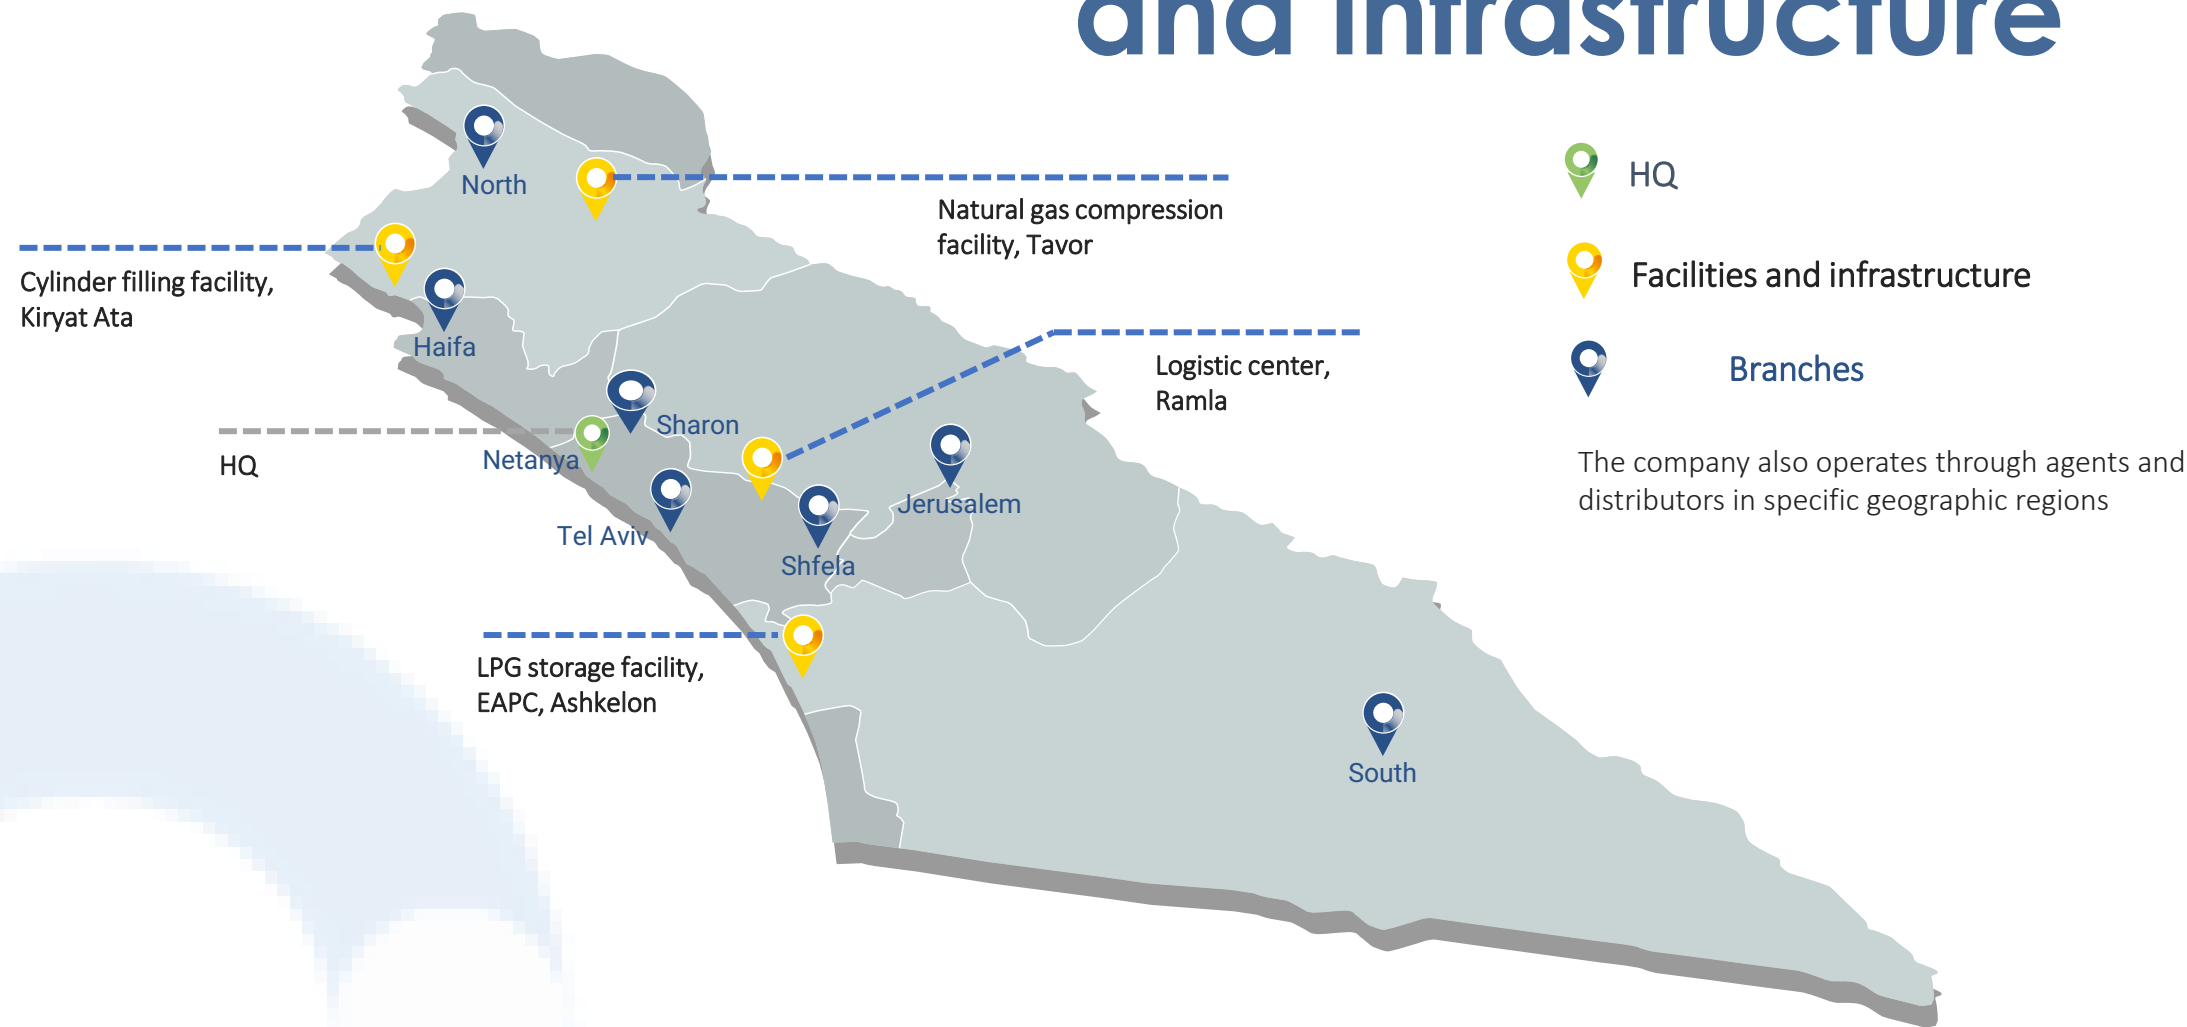 and Infrastructure
North
Natural gas compression
facility, Tavor
Cylinder filling facility,
Kiryat Ata
Haifa
Logistic center,
Ramla
Sharon
HQ
Netanya
Jerusalem
Tel Aviv
Shfela
LPG storage facility,
EAPC, Ashkelon
South
HQ
Facilities and infrastructure
Branches
The company also operates through agents and
distributors in specific geographic regions